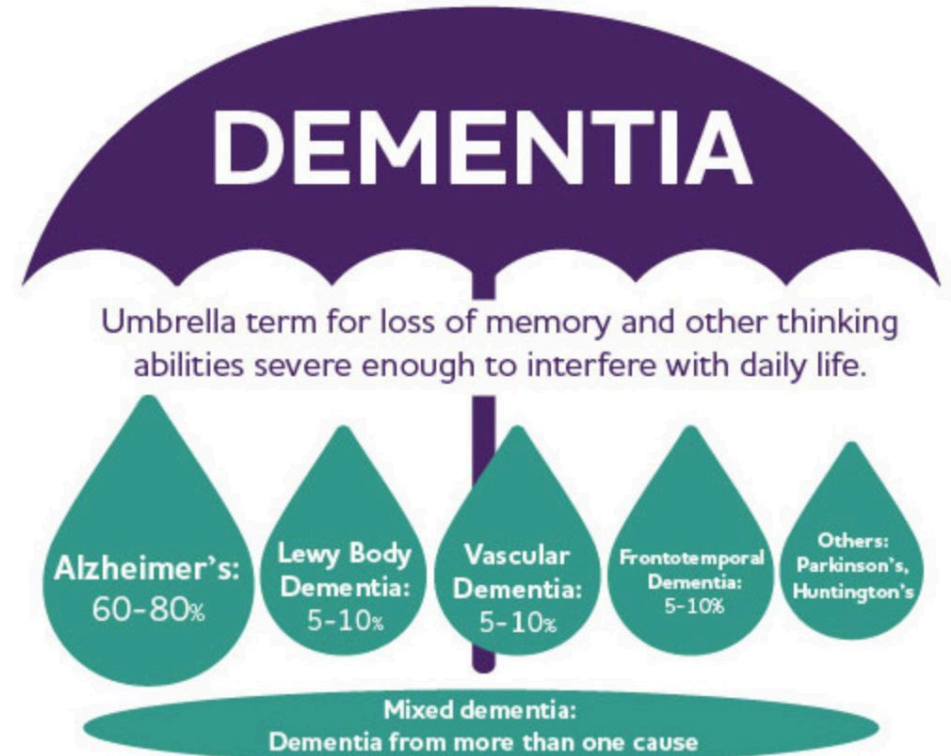 DEMENTIA
Umbrella term for loss of memory and other thinking
abilities severe enough to interfere with daily life.
Alzheimer's:
60-80%
Lewy Body
Dementia:
5-10%
Vascular
Dementia:
5-10%
Frontotemporal
Dementia:
5-10%
Others:
Parkinson's,
Huntington's
Mixed dementia:
Dementia from more than one cause